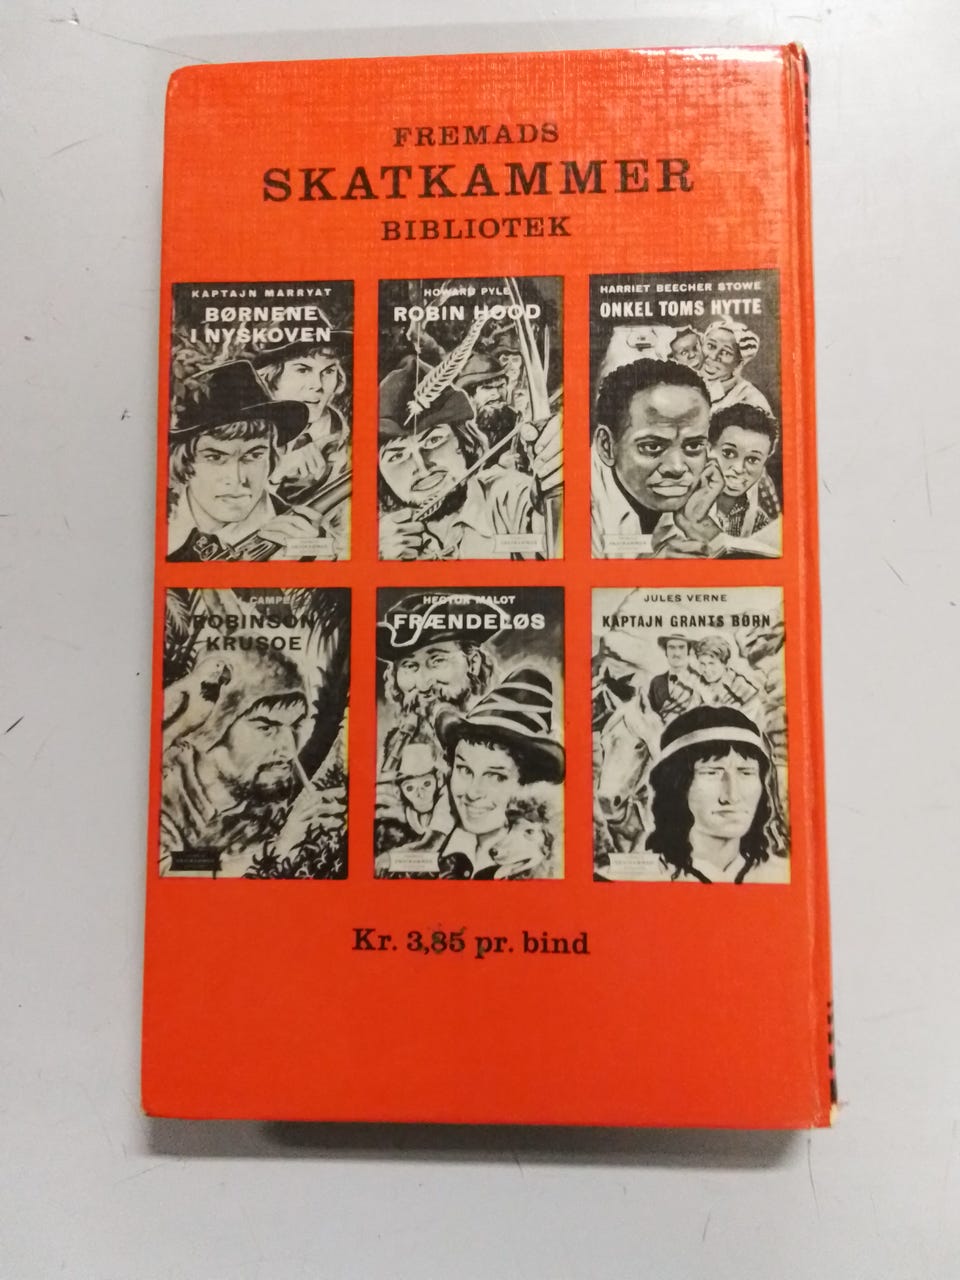 FREMADS
SKATKAMMER
BIBLIOTEK
KAPTAJN MARRYAT
BØRNENE
I NYSKOVEN
HOWARD PYLE
ROBIN HOOD
HARRIET BEECHER STOWE
ONKEL TOMS HYTTE
CAMPE
ROBINSON
KRUSOE
HECTOR MALOT
FRÆNDELØS
JULES VERNE
KAPTAJN GRANTS BØRN
Kr. 3,85 pr. bind